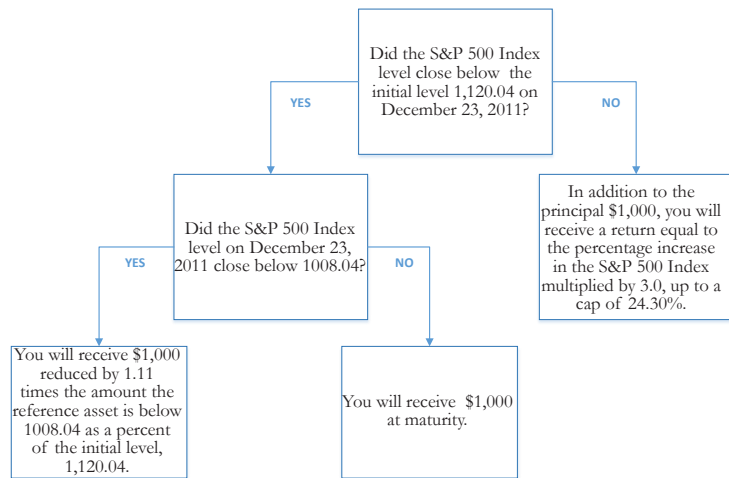 Did the S&P 500 Index
level close below the
initial level 1,120.04 on
December 23, 2011?
YES
NO
Did the S&P 500 Index
level on December 23,
2011 close below 1008.04?
In addition to the
principal $1,000, you will
receive a return equal to
the percentage increase
in the S&P 500 Index
multiplied by 3.0, up to a
cap of 24.30%.
YES
NO
You will receive $1,000
reduced by 1.11
times the amount the
reference asset is below
1008.04 as a percent
of the initial level,
1,120.04.
You will receive $1,000
at maturity.